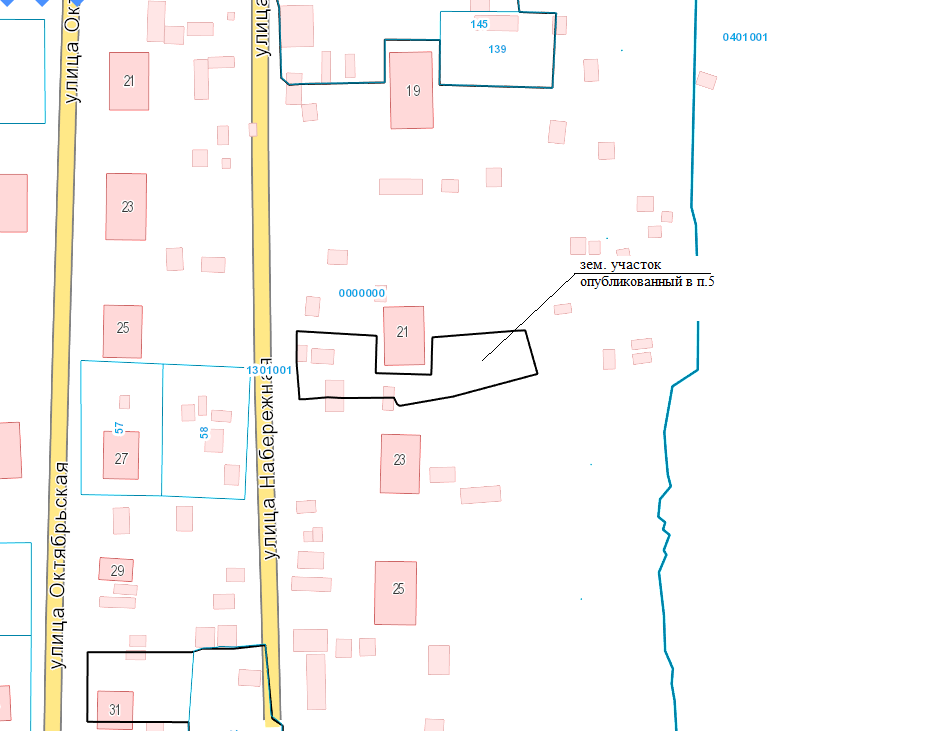 улица Ок
улица
145
139
0401001
21
19
23
зем. участок
опубликованный в п.5
0000000
25
21
1301001
57
58
27
23
улица Набережная
улица Октябрьская
29
25
31